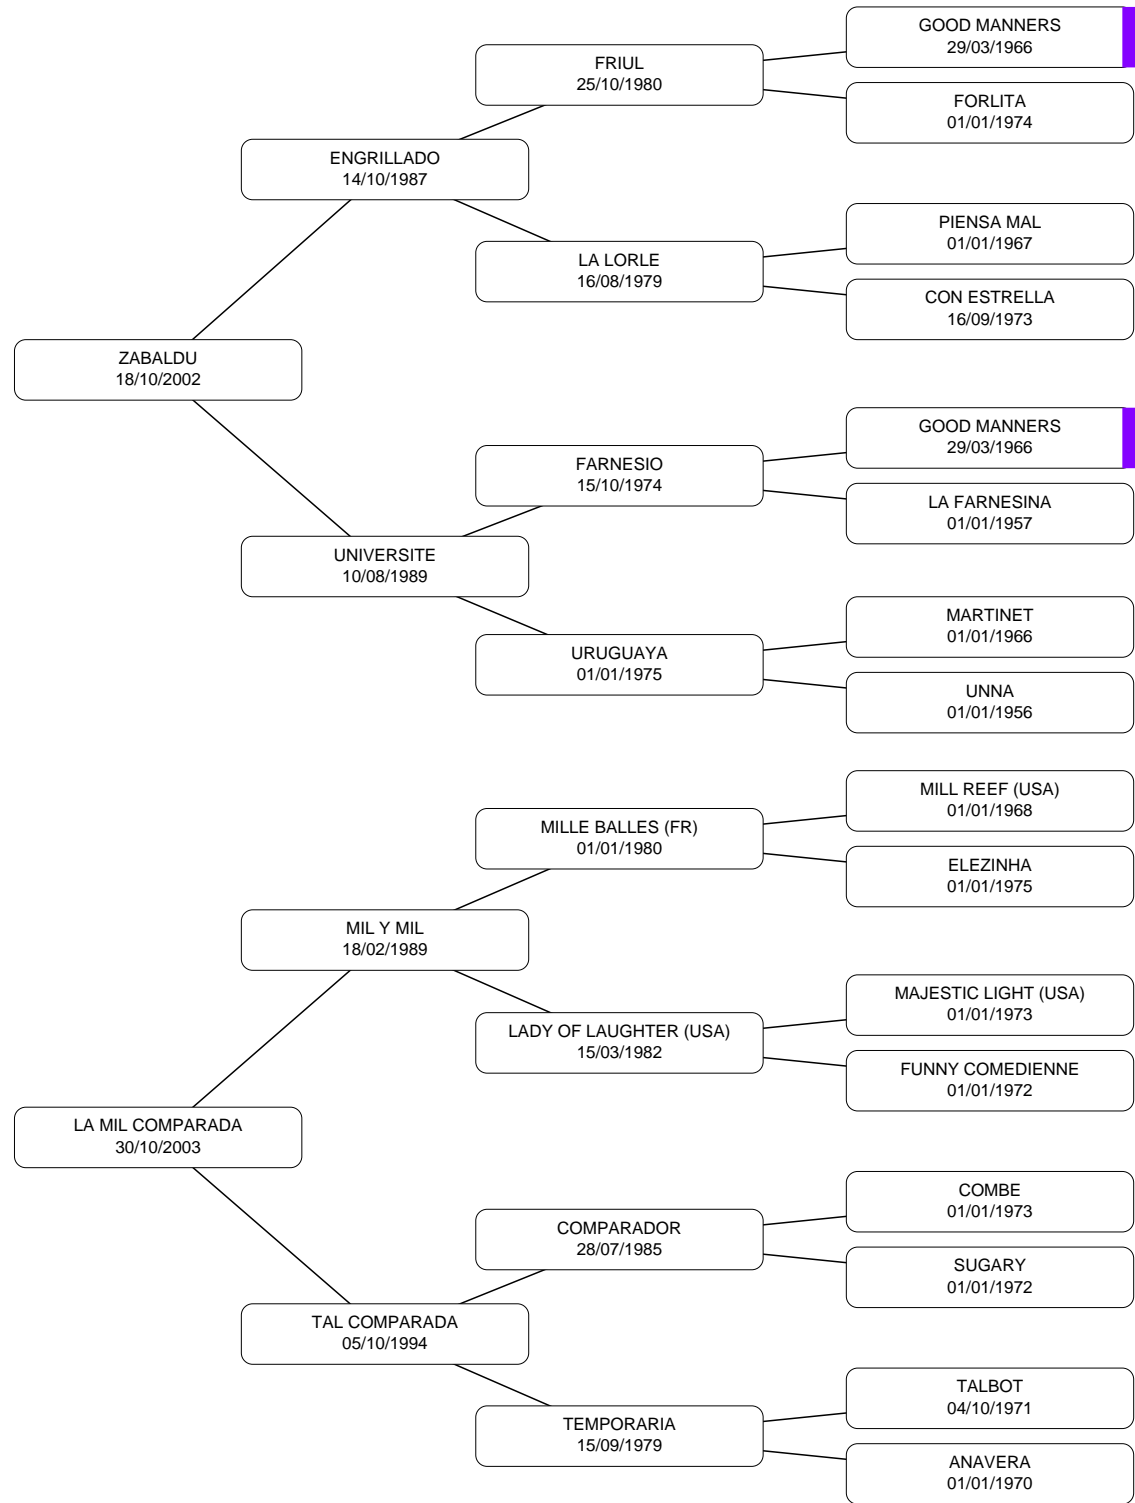 GOOD MANNERS
29/03/1966
FRIUL
25/10/1980
FORLITA
01/01/1974
ENGRILLADO
14/10/1987
PIENSA MAL
01/01/1967
LA LORLE
16/08/1979
CON ESTRELLA
16/09/1973
ZABALDU
18/10/2002
GOOD MANNERS
29/03/1966
FARNESIO
15/10/1974
LA FARNESINA
01/01/1957
UNIVERSITE
10/08/1989
MARTINET
01/01/1966
URUGUAYA
01/01/1975
UNNA
01/01/1956
MILL REEF (USA)
01/01/1968
MILLE BALLES (FR)
01/01/1980
ELEZINHA
01/01/1975
MIL Y MIL
18/02/1989
MAJESTIC LIGHT (USA)
01/01/1973
LADY OF LAUGHTER (USA)
15/03/1982
FUNNY COMEDIENNE
01/01/1972
LA MIL COMPARADA
30/10/2003
COMBE
01/01/1973
COMPARADOR
28/07/1985
SUGARY
01/01/1972
TAL COMPARADA
05/10/1994
TALBOT
04/10/1971
TEMPORARIA
15/09/1979
ANAVERA
01/01/1970